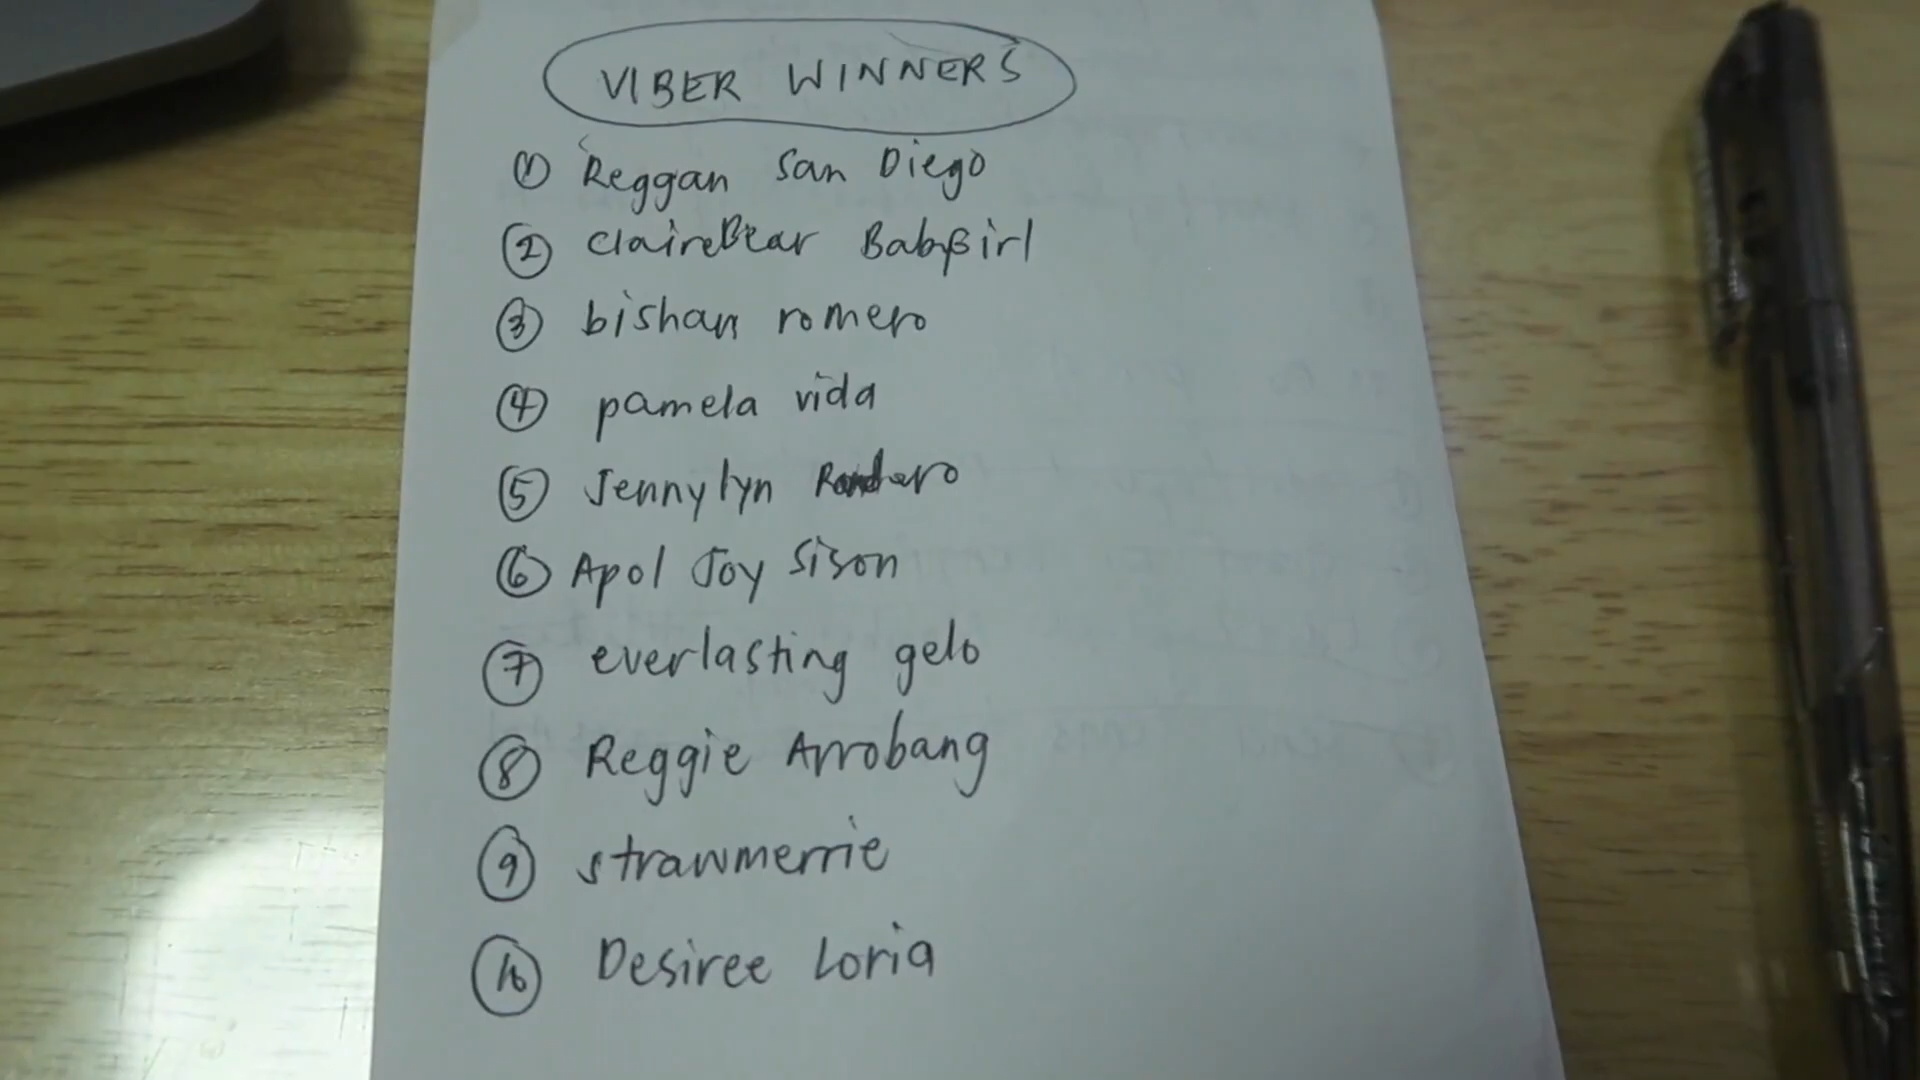 VIBER WINNERS
1 Reggan San Diego
2 claireBear BabyGirl
3 bishan romero
4 pamela vida
5 Jennylyn
6 Apol Joy Sison
7 everlasting gelo
8 Reggie Arrobang
9 strawmerrie
10 Desiree Loria